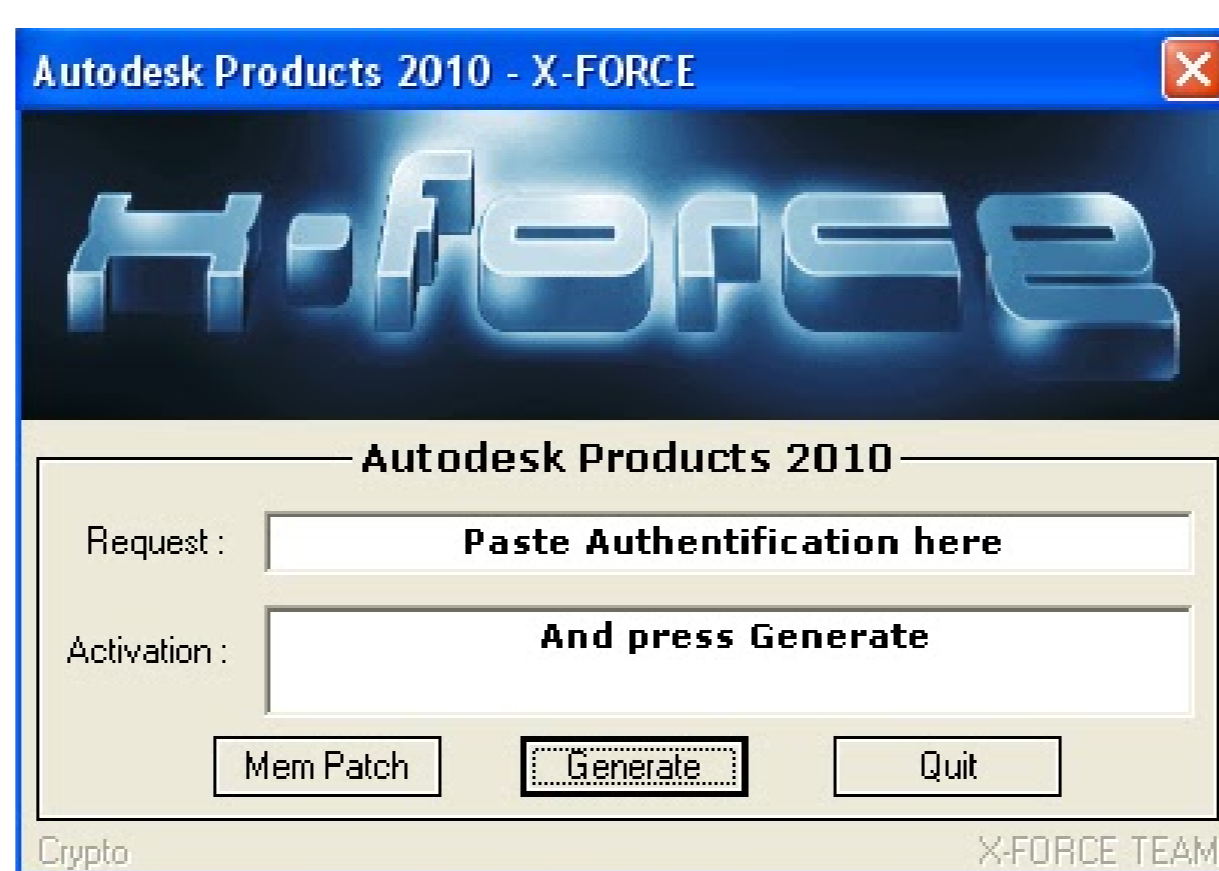 Autodesk Products 2010 - X-FORCE
X-force
Autodesk Products 2010
Request :
Paste Authentification here
Activation :
And press Generate
Mem Patch
Generate
Quit
Crypto
X-FORCE TEAM